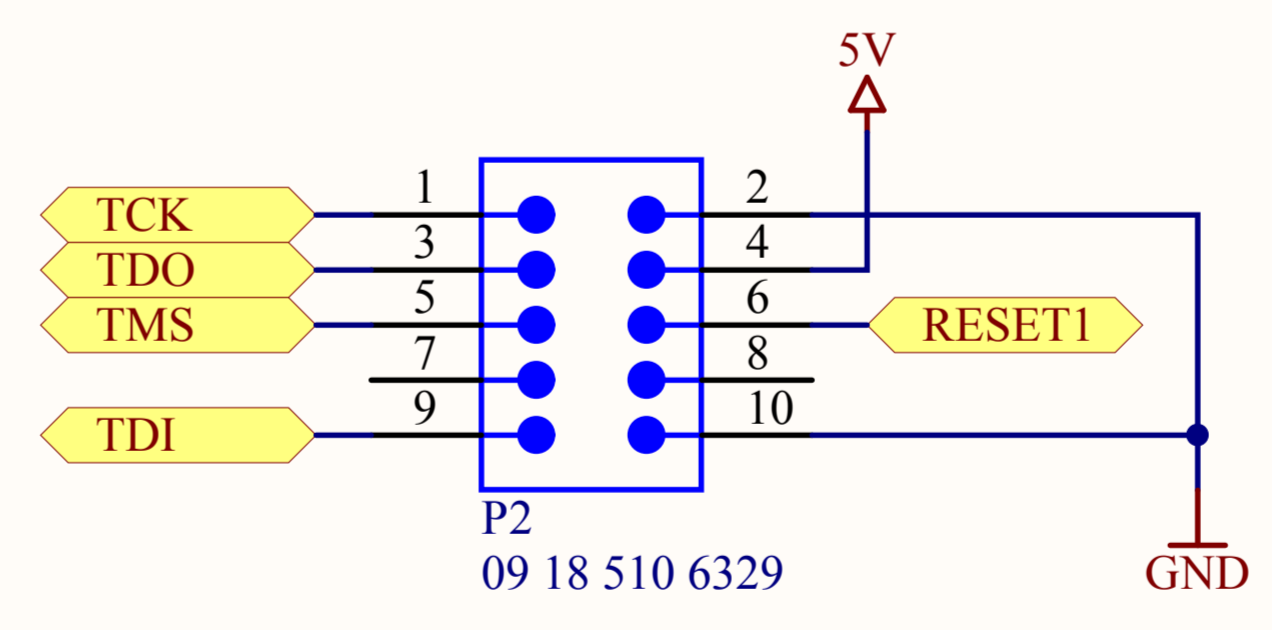 5V
TCK 1 2
TDO 3 4
TMS 5 6 RESET1
7 8
TDI 9 10
P2
09 18 510 6329
GND